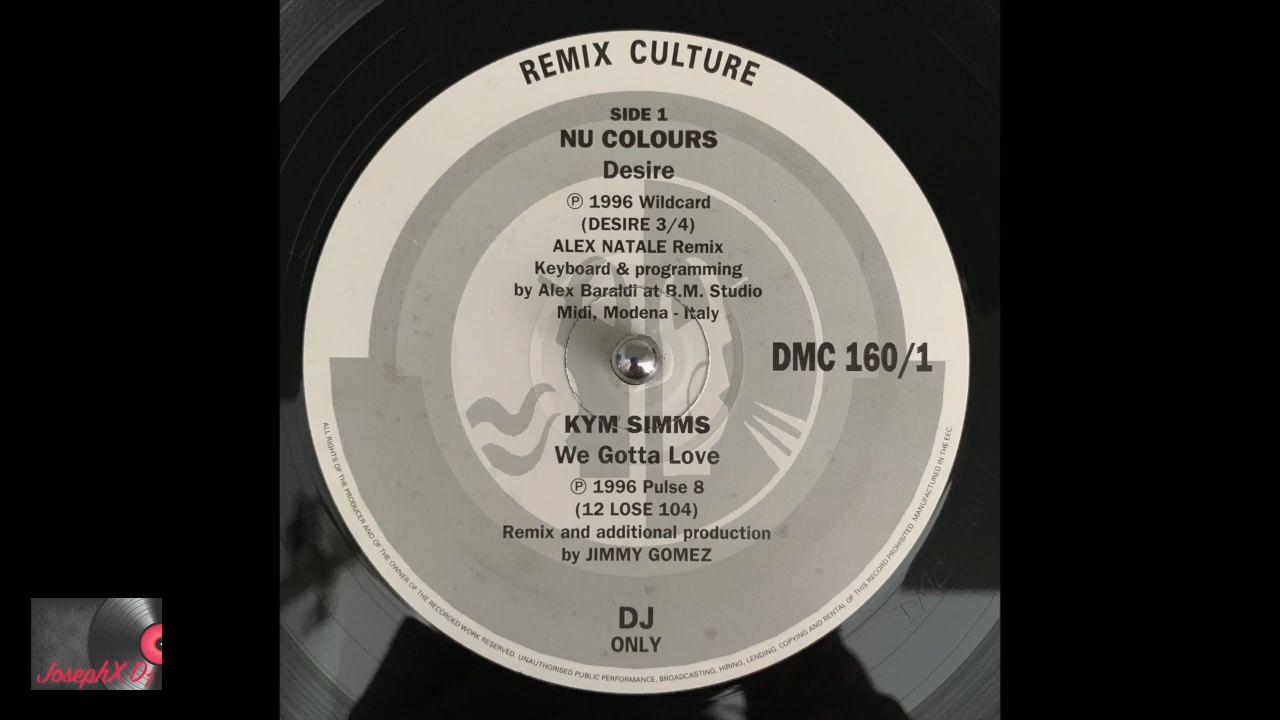 REMIX CULTURE
SIDE 1
NU COLOURS
Desire
Ⓟ 1996 Wildcard
(DESIRE 3/4)
ALEX NATALE Remix
Keyboard & programming
by Alex Baraldi at B.M. Studio
Midi, Modena - Italy
DMC 160/1
KYM SIMMS
We Gotta Love
Ⓟ 1996 Pulse 8
(12 LOSE 104)
Remix and additional production
by JIMMY GOMEZ
DJ
ONLY
ALL RIGHTS OF THE PRODUCER AND OF THE OWNER OF THE RECORDED WORK RESERVED. UNAUTHORISED PUBLIC PERFORMANCE, BROADCASTING, HIRING, LENDING, COPYING AND RENTAL OF THIS RECORD PROHIBITED. MANUFACTURED IN THE EEC.
DMC
JosephX Dj